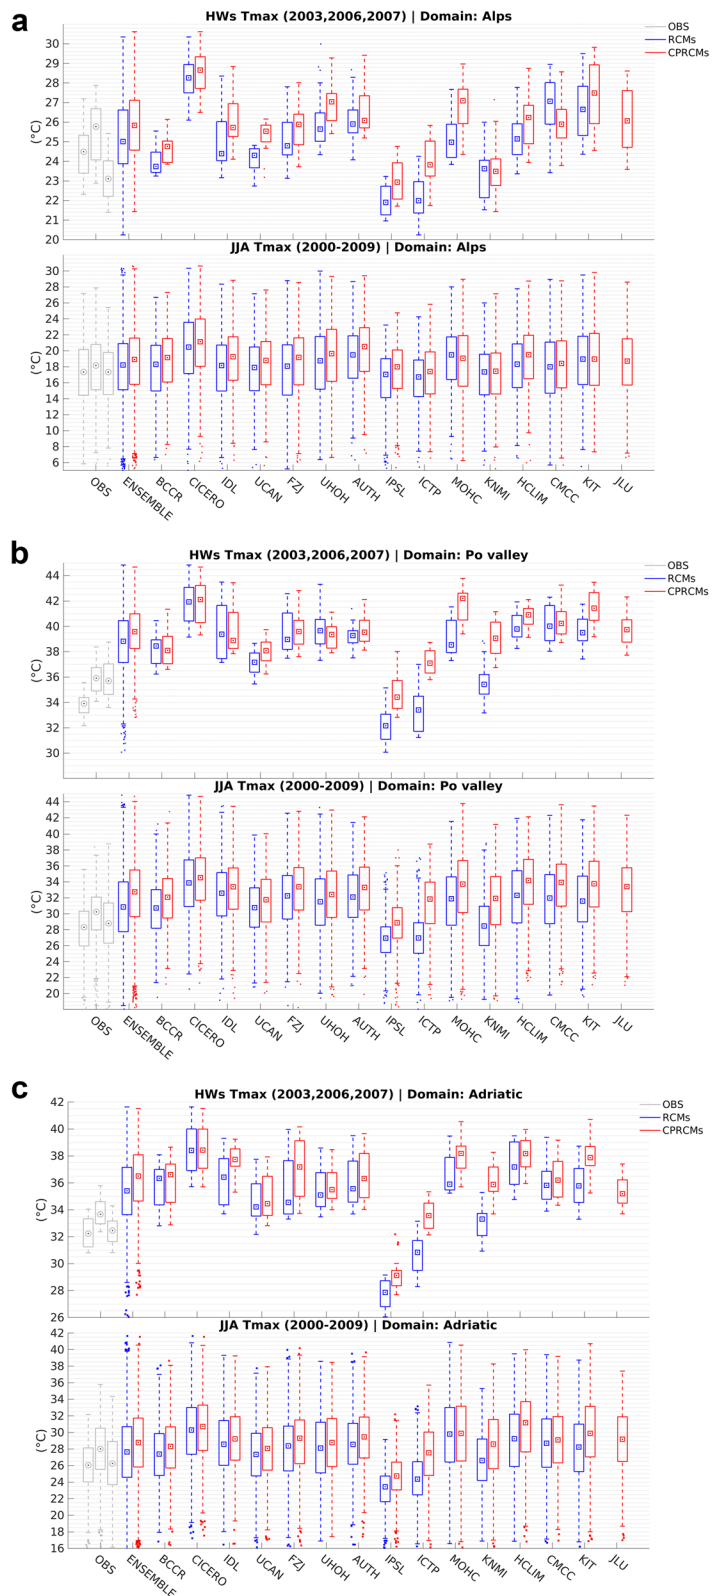 a
HWs Tmax (2003,2006,2007) | Domain: Alps
OBS
RCMs
CPRCMs
30
29
28
27
26
25
24
23
22
21
20
(°C)
JJA Tmax (2000-2009) | Domain: Alps
30
28
26
24
22
20
18
16
14
12
10
8
6
(°C)
OBS ENSEMBLE BCCR CICERO IDL UCAN FZJ UHOH AUTH IPSL ICTP MOHC KNMI HCLIM CMCC KIT JLU
b
HWs Tmax (2003,2006,2007) | Domain: Po valley
OBS
RCMs
CPRCMs
44
42
40
38
36
34
32
30
(°C)
JJA Tmax (2000-2009) | Domain: Po valley
44
42
40
38
36
34
32
30
28
26
24
22
20
(°C)
OBS ENSEMBLE BCCR CICERO IDL UCAN FZJ UHOH AUTH IPSL ICTP MOHC KNMI HCLIM CMCC KIT JLU
c
HWs Tmax (2003,2006,2007) | Domain: Adriatic
OBS
RCMs
CPRCMs
42
40
38
36
34
32
30
28
26
(°C)
JJA Tmax (2000-2009) | Domain: Adriatic
42
40
38
36
34
32
30
28
26
24
22
20
18
16
(°C)
OBS ENSEMBLE BCCR CICERO IDL UCAN FZJ UHOH AUTH IPSL ICTP MOHC KNMI HCLIM CMCC KIT JLU